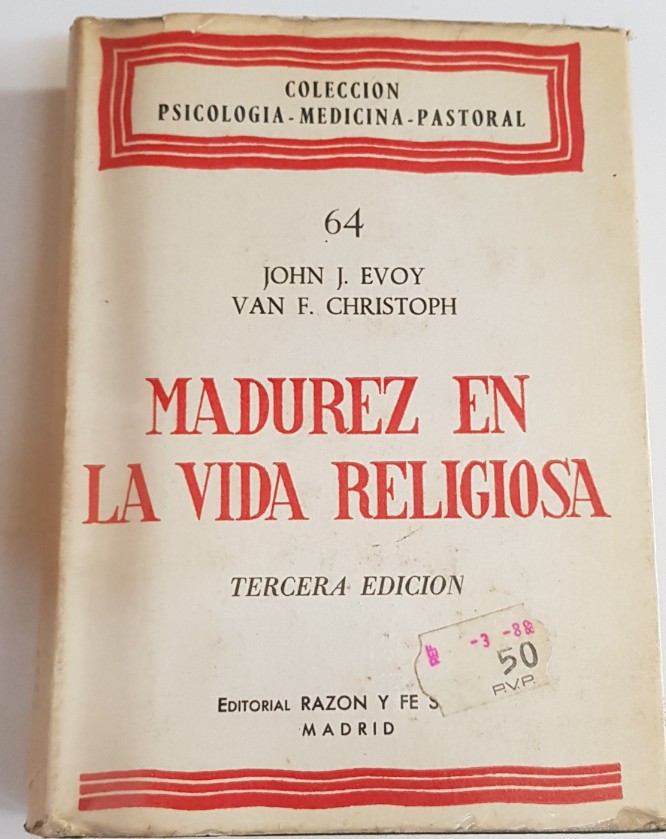 COLECCION
PSICOLOGIA-MEDICINA-PASTORAL
64
JOHN J. EVOY
VAN F. CHRISTOPH
MADUREZ EN
LA VIDA RELIGIOSA
TERCERA EDICION
REF -3 -88
50
P.V.P.
EDITORIAL RAZON Y FE S
MADRID